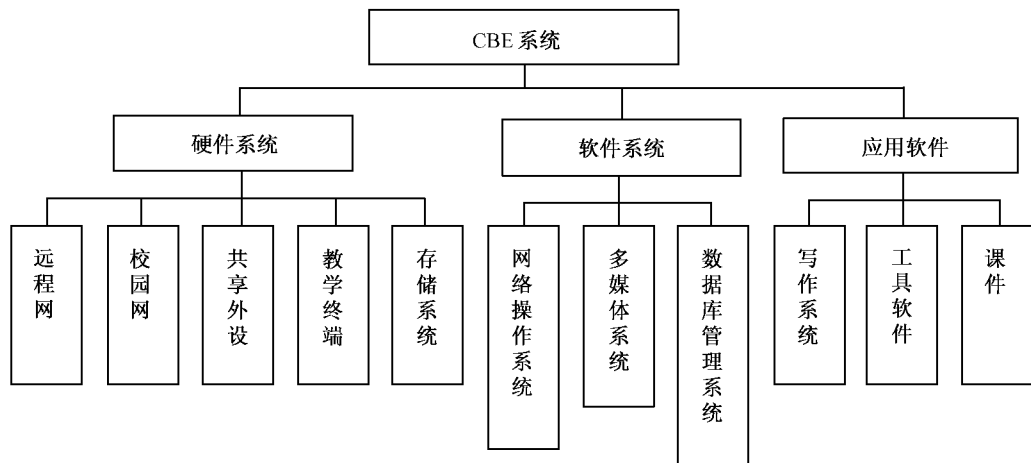 CBE 系统
硬件系统
软件系统
应用软件
远程网
校园网
共享外设
教学终端
存储系统
网络操作系统
多媒体系统
数据库管理系统
写作系统
工具软件
课件